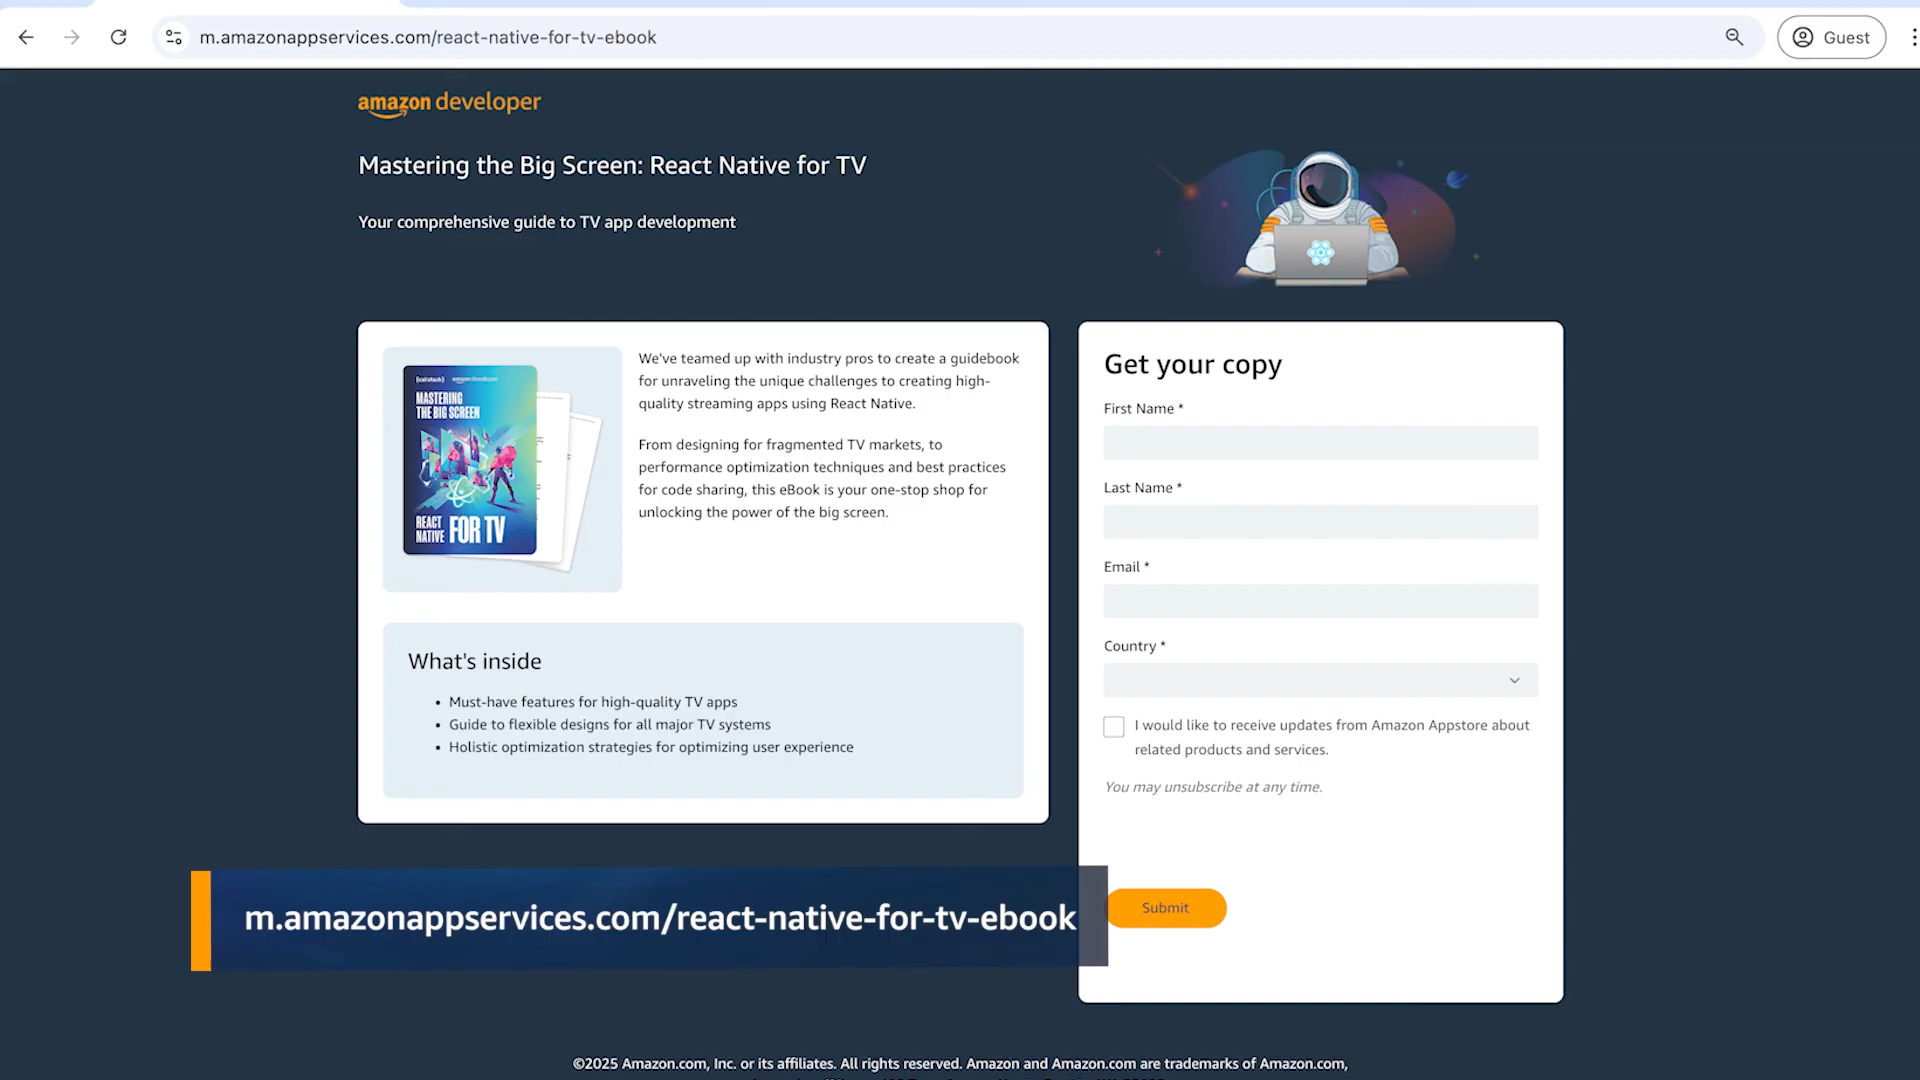 m.amazonappservices.com/react-native-for-tv-ebook
Guest
amazon developer
Mastering the Big Screen: React Native for TV
Your comprehensive guide to TV app development
[callstack] amazon developer
MASTERING
THE BIG SCREEN
REACT
NATIVE FOR TV
We've teamed up with industry pros to create a guidebook
for unraveling the unique challenges to creating high-
quality streaming apps using React Native.
From designing for fragmented TV markets, to
performance optimization techniques and best practices
for code sharing, this eBook is your one-stop shop for
unlocking the power of the big screen.
What's inside
• Must-have features for high-quality TV apps
• Guide to flexible designs for all major TV systems
• Holistic optimization strategies for optimizing user experience
Get your copy
First Name *
Last Name *
Email *
Country *
I would like to receive updates from Amazon Appstore about
related products and services.
You may unsubscribe at any time.
Submit
m.amazonappservices.com/react-native-for-tv-ebook
©2025 Amazon.com, Inc. or its affiliates. All rights reserved. Amazon and Amazon.com are trademarks of Amazon.com,